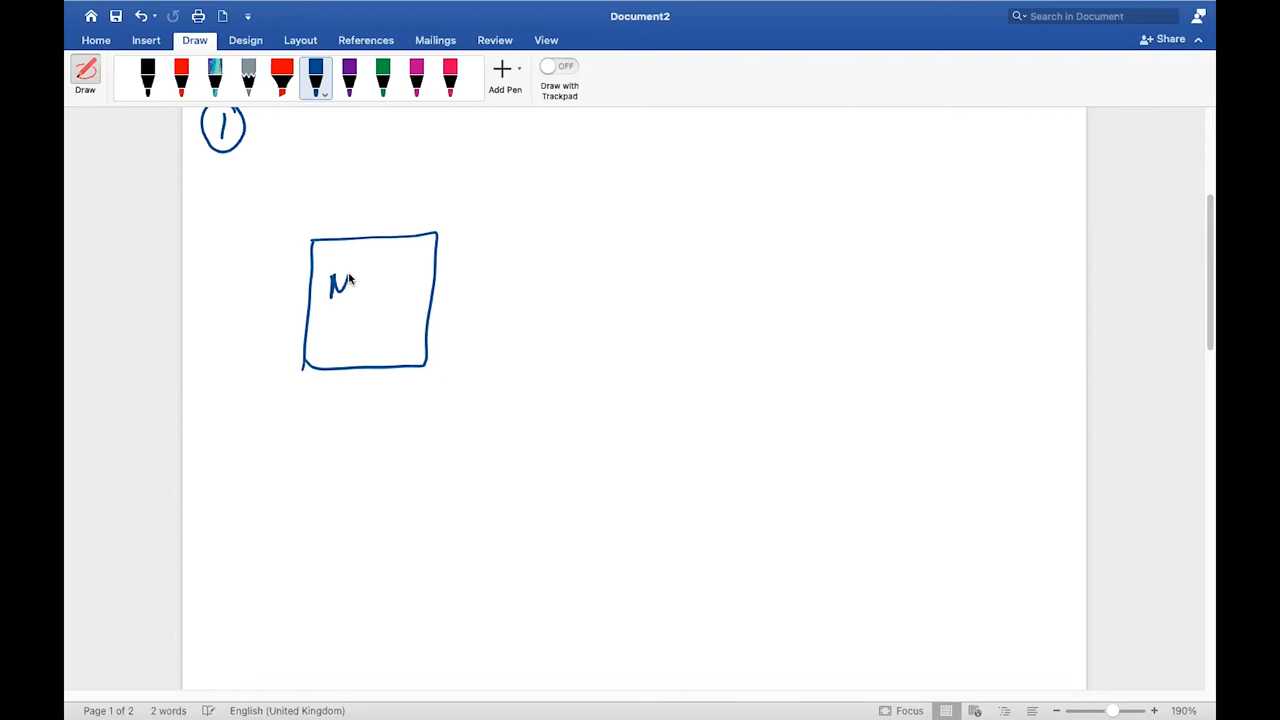 Document2
Search in Document
Home Insert Draw Design Layout References Mailings Review View
Share
Draw
Add Pen
OFF
Draw with
Trackpad
1
N
Page 1 of 2 2 words English (United Kingdom) Focus 190%